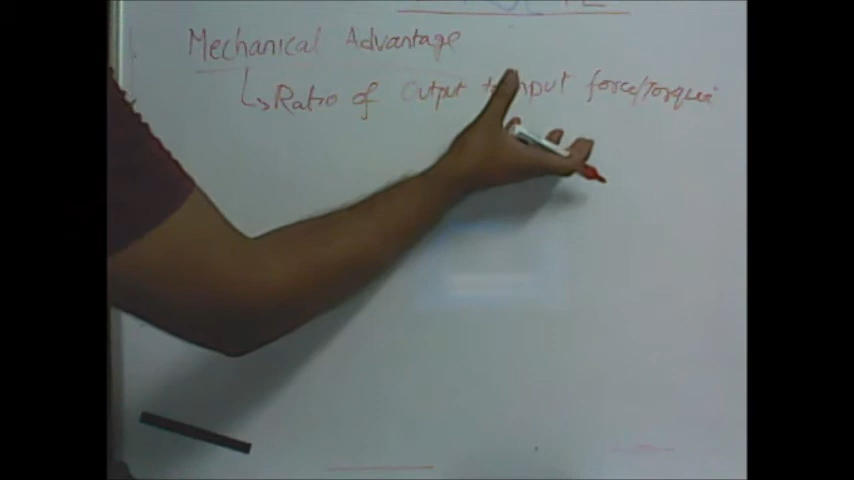 Mechanical Advantage
Ratio of Output to Input force/Torque